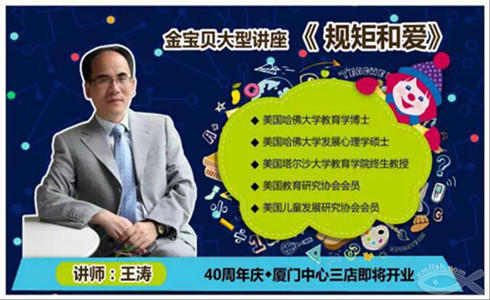 金宝贝大型讲座《规矩和爱》
TEACHER
◆ 美国哈佛大学教育学博士
◆ 美国哈佛大学发展心理学硕士
◆ 美国塔尔沙大学教育学院终生教授
◆ 美国教育研究协会会员
◆ 美国儿童发展研究协会会员
讲师：王涛
40周年庆•厦门中心三店即将开业